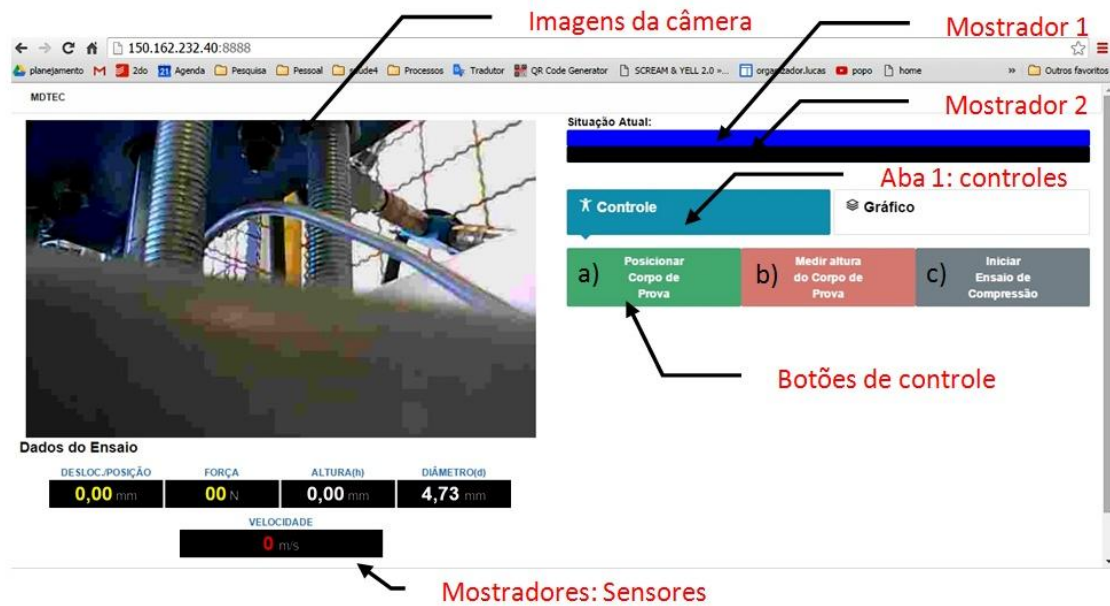 Imagens da câmera
Mostrador 1
150.162.232.40:8888
planejamento 2do 21 Agenda Pesquisa Pessoal Processos Tradutor QR Code Generator SCREAM & YELL 2.0 »... organizador.lucas popo home » Outros favoritos
MDTEC
Mostrador 2
Situação Atual:
Aba 1: controles
Controle
Gráfico
a) Posicionar
Corpo de
Prova
b) Medir altura
do Corpo de
Prova
c) Iniciar
Ensaio de
Compressão
Botões de controle
Dados do Ensaio
DESLOC./POSIÇÃO FORÇA ALTURA(h) DIÂMETRO(d)
0,00 mm 00 N 0,00 mm 4,73 mm
VELOCIDADE
0 m/s
Mostradores: Sensores